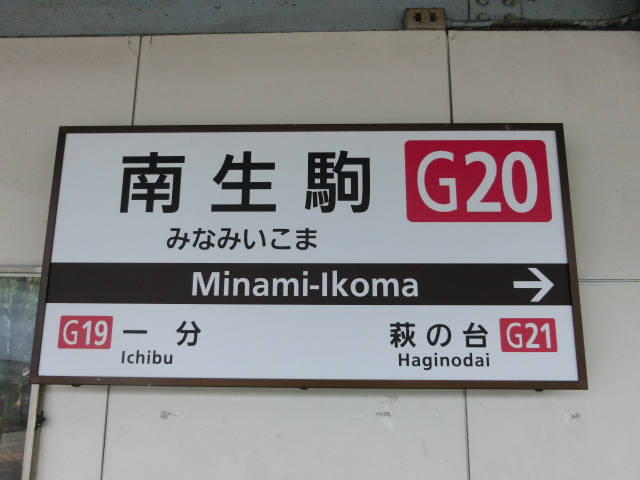 南生駒 G20
みなみいこま
Minami-Ikoma →
G19 一分 萩の台 G21
Ichibu Haginodai